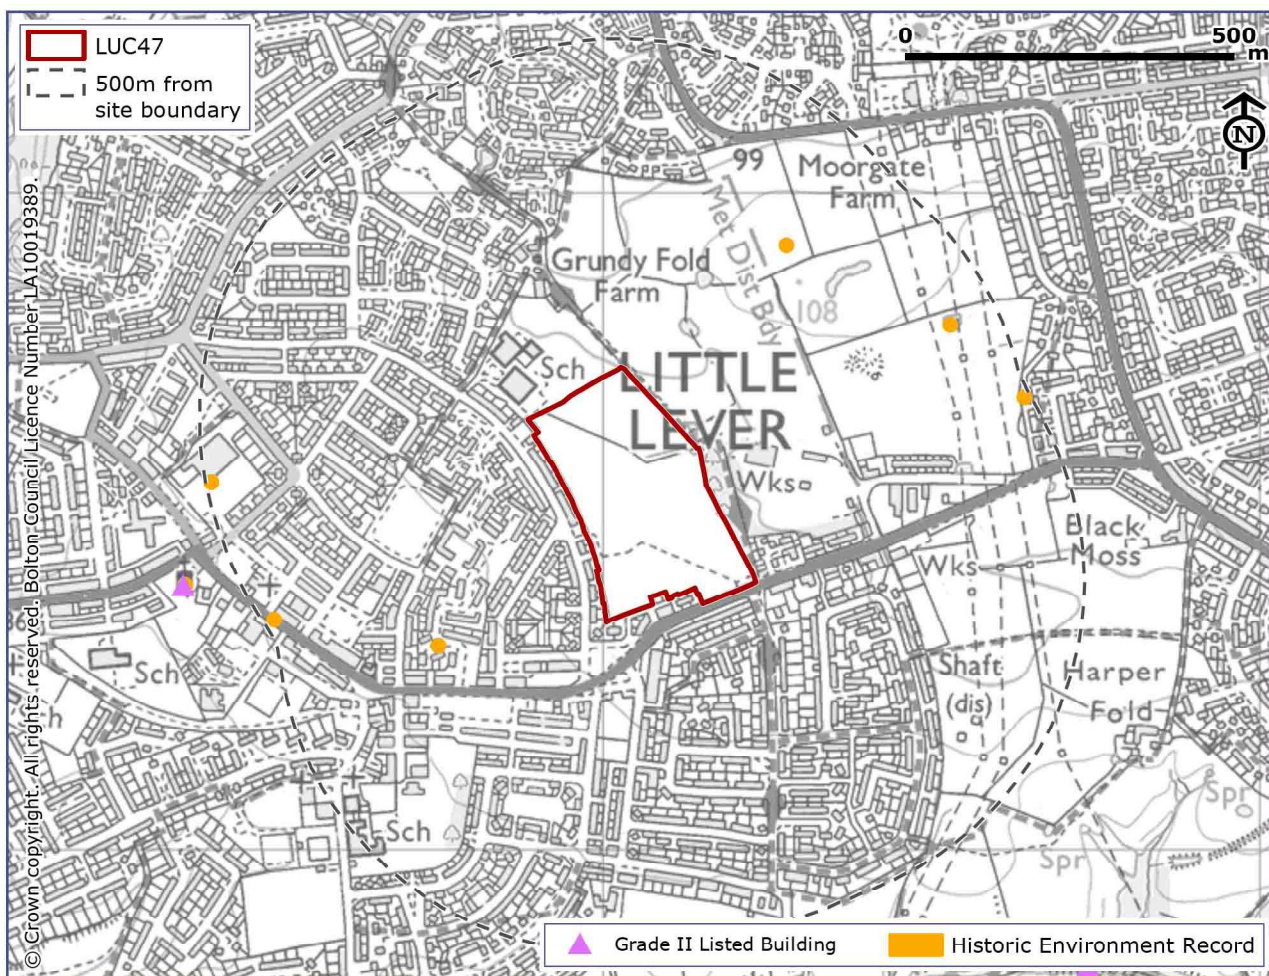 LUC47
500m from
site boundary
0
500
m
N
99
Moorgate
Farm
Met Dist Bdy
Grundy Fold
Farm
108
Sch
LITTLE
LEVER
Wks
Black
Moss
Wks
Shaft
(dis)
Harper
Fold
Sch
Sch
Spr
Spr
© Crown copyright. All rights reserved. Bolton Council Licence Number LA10019389.
Grade II Listed Building
Historic Environment Record